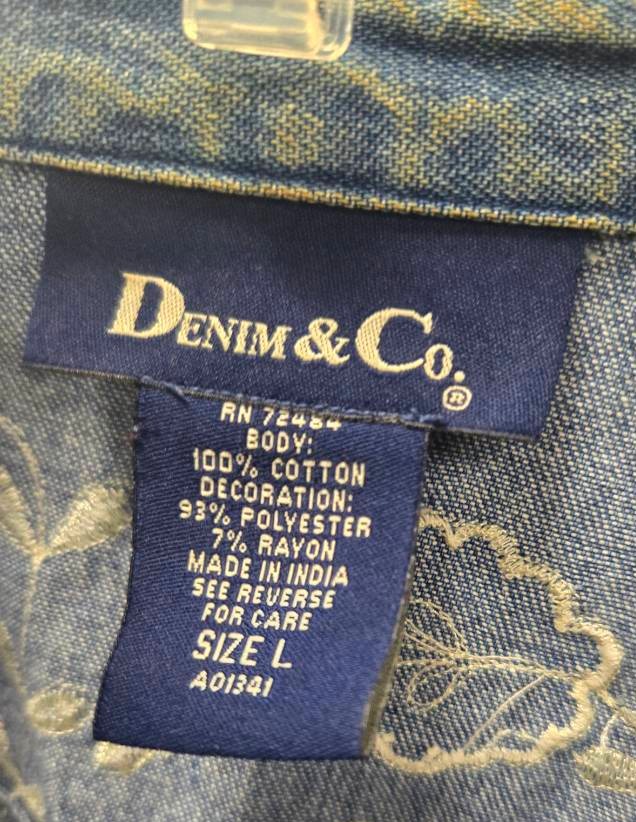 DENIM & CO.®
RN 72484
BODY:
100% COTTON
DECORATION:
93% POLYESTER
7% RAYON
MADE IN INDIA
SEE REVERSE
FOR CARE
SIZE L
A01341